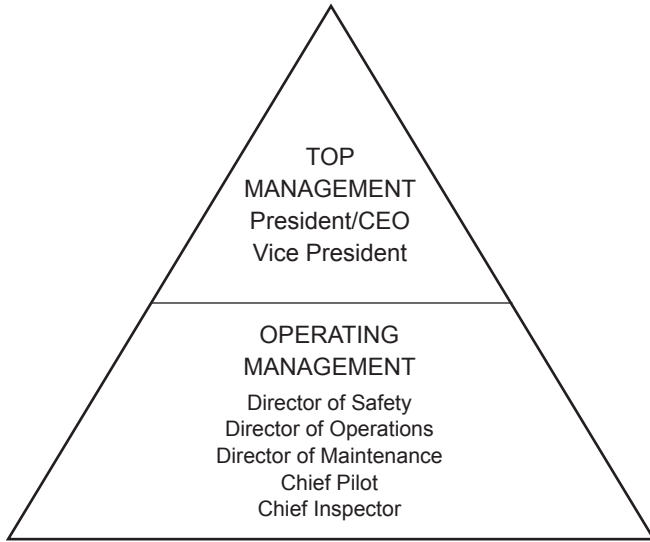 TOP
MANAGEMENT
President/CEO
Vice President
OPERATING
MANAGEMENT
Director of Safety
Director of Operations
Director of Maintenance
Chief Pilot
Chief Inspector